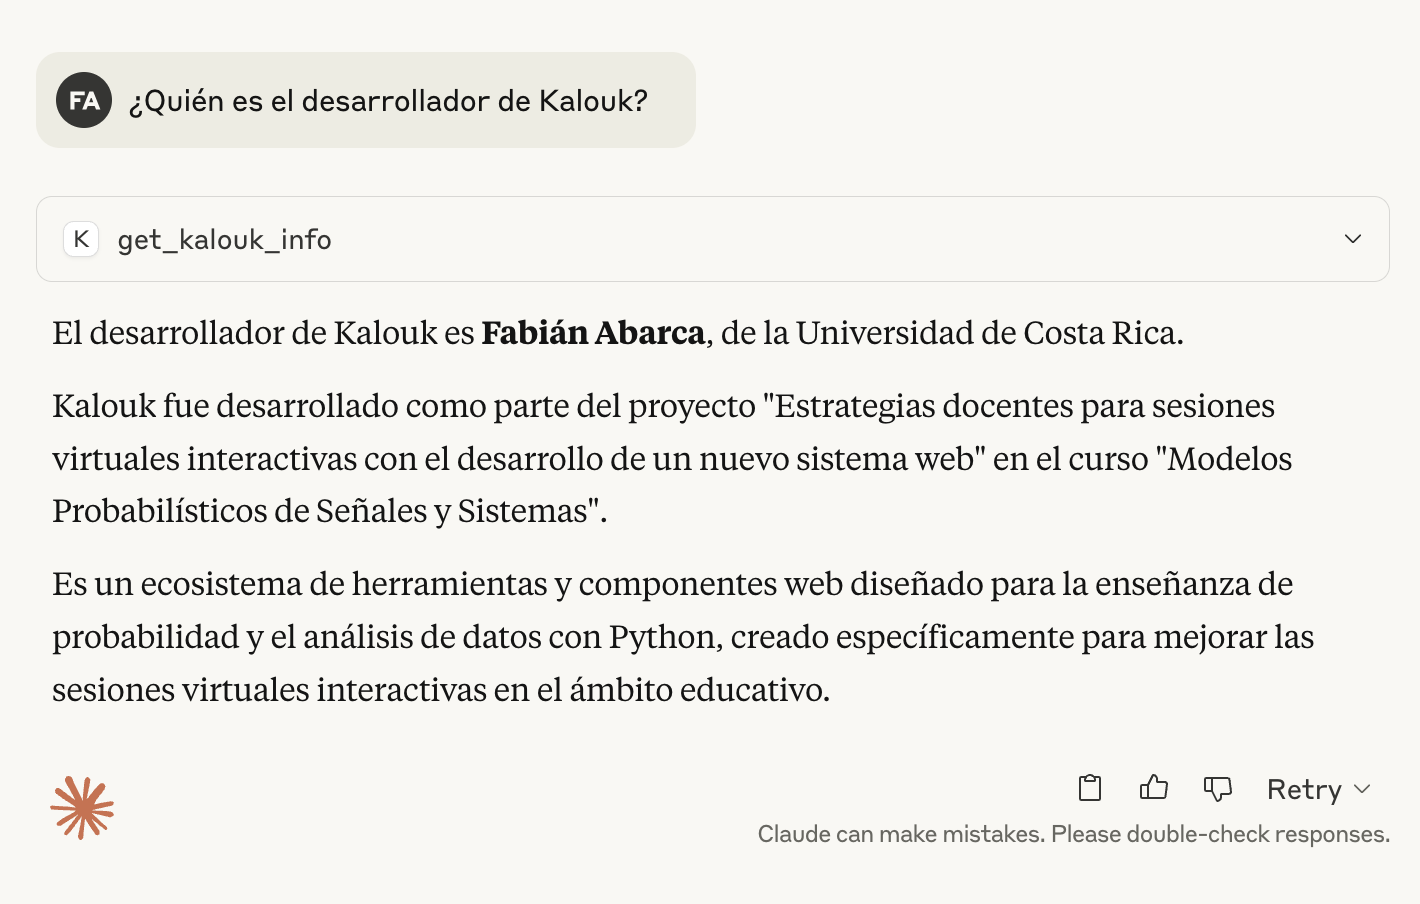 FA ¿Quién es el desarrollador de Kalouk?
K get_kalouk_info
El desarrollador de Kalouk es Fabián Abarca, de la Universidad de Costa Rica.
Kalouk fue desarrollado como parte del proyecto "Estrategias docentes para sesiones
virtuales interactivas con el desarrollo de un nuevo sistema web" en el curso "Modelos
Probabilísticos de Señales y Sistemas".
Es un ecosistema de herramientas y componentes web diseñado para la enseñanza de
probabilidad y el análisis de datos con Python, creado específicamente para mejorar las
sesiones virtuales interactivas en el ámbito educativo.
Retry
Claude can make mistakes. Please double-check responses.